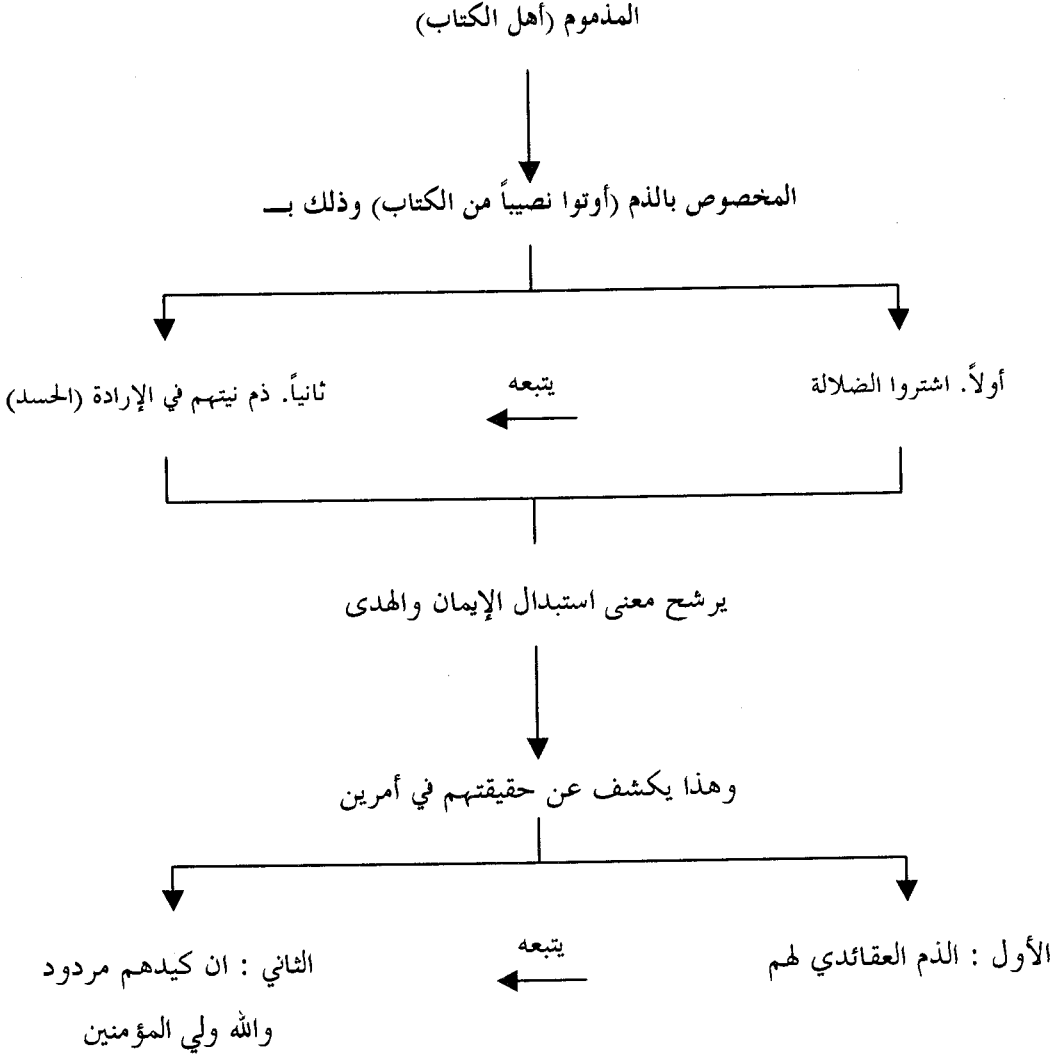 المذموم (أهل الكتاب)
المخصوص بالذم (أوتوا نصيباً من الكتاب) وذلك بـــ
أولاً. اشتروا الضلالة
يتبعه
ثانياً. ذم نيتهم في الإرادة (الحسد)
يرشح معنى استبدال الإيمان والهدى
وهذا يكشف عن حقيقتهم في أمرين
الأول : الذم العقائدي لهم
يتبعه
الثاني : ان كيدهم مردود
والله ولي المؤمنين